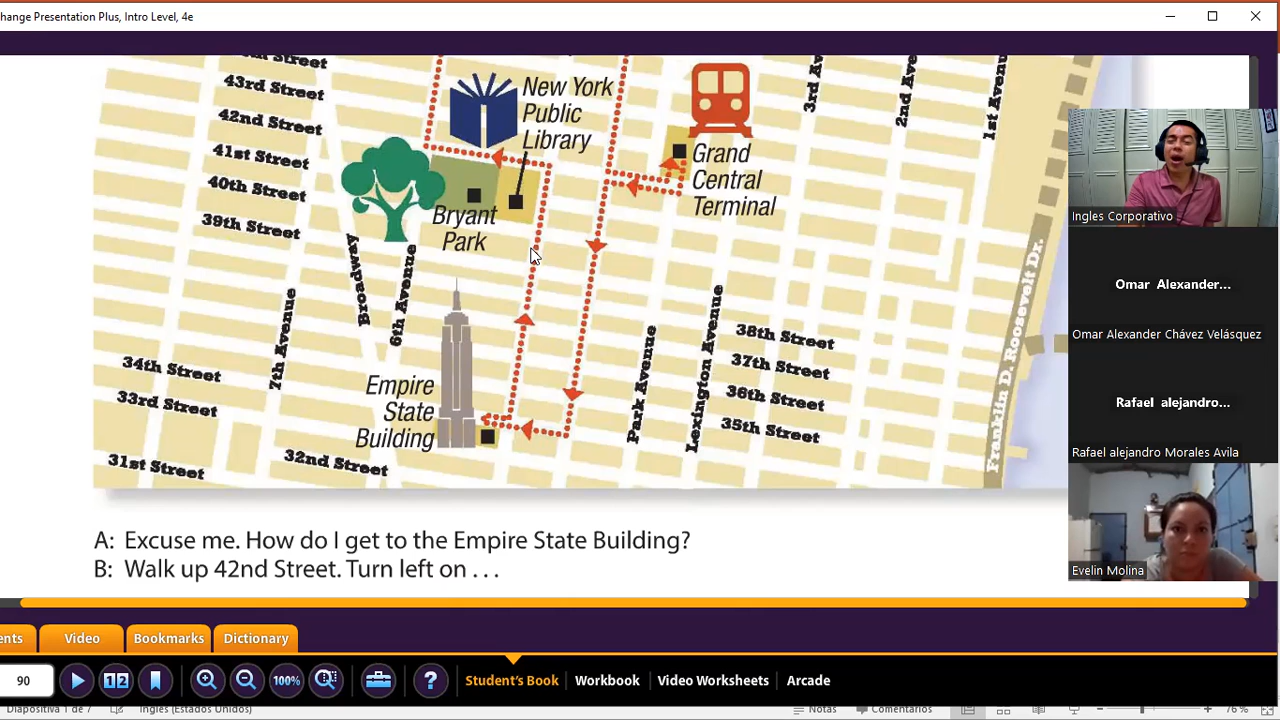 change Presentation Plus, Intro Level, 4e
43rd Street
42nd Street
41st Street
40th Street
39th Street
34th Street
33rd Street
31st Street
32nd Street
7th Avenue
Broadway
6th Avenue
New York
Public
Library
Bryant
Park
Empire
State
Building
Grand
Central
Terminal
Park Avenue
Lexington Avenue
3rd Av
2nd Ave
1st Avenue
38th Street
37th Street
36th Street
35th Street
Franklin D. Roosevelt Dr.
A: Excuse me. How do I get to the Empire State Building?
B: Walk up 42nd Street. Turn left on . . .
Ingles Corporativo
Omar Alexander...
Omar Alexander Chávez Velásquez
Rafael alejandro...
Rafael alejandro Morales Avila
Evelin Molina
ents
Video
Bookmarks
Dictionary
90
1 2
100%
?
Student's Book
Workbook
Video Worksheets
Arcade
Diapositiva 1 de 7
Inglés (Estados Unidos)
Notas
Comentarios
76 %